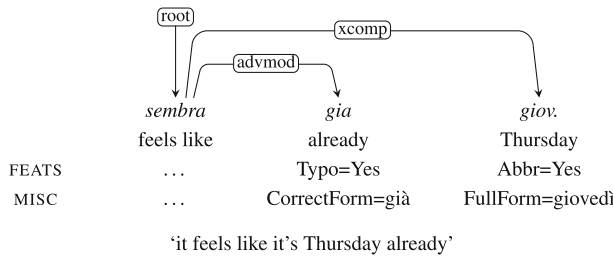 root
xcomp
advmod
sembra gia giov.
feels like already Thursday
FEATS ... Typo=Yes Abbr=Yes
MISC ... CorrectForm=già FullForm=giovedì
‘it feels like it’s Thursday already’